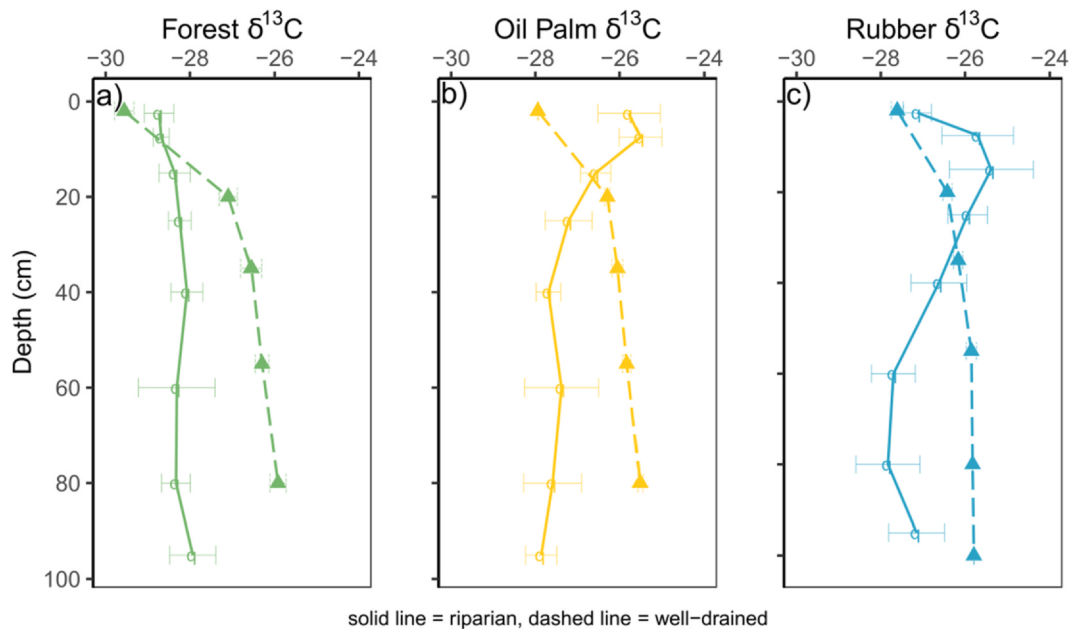 Forest δ¹³C
Oil Palm δ¹³C
Rubber δ¹³C
−30 −28 −26 −24
−30 −28 −26 −24
−30 −28 −26 −24
a)
b)
c)
0
20
40
60
80
100
Depth (cm)
solid line = riparian, dashed line = well−drained